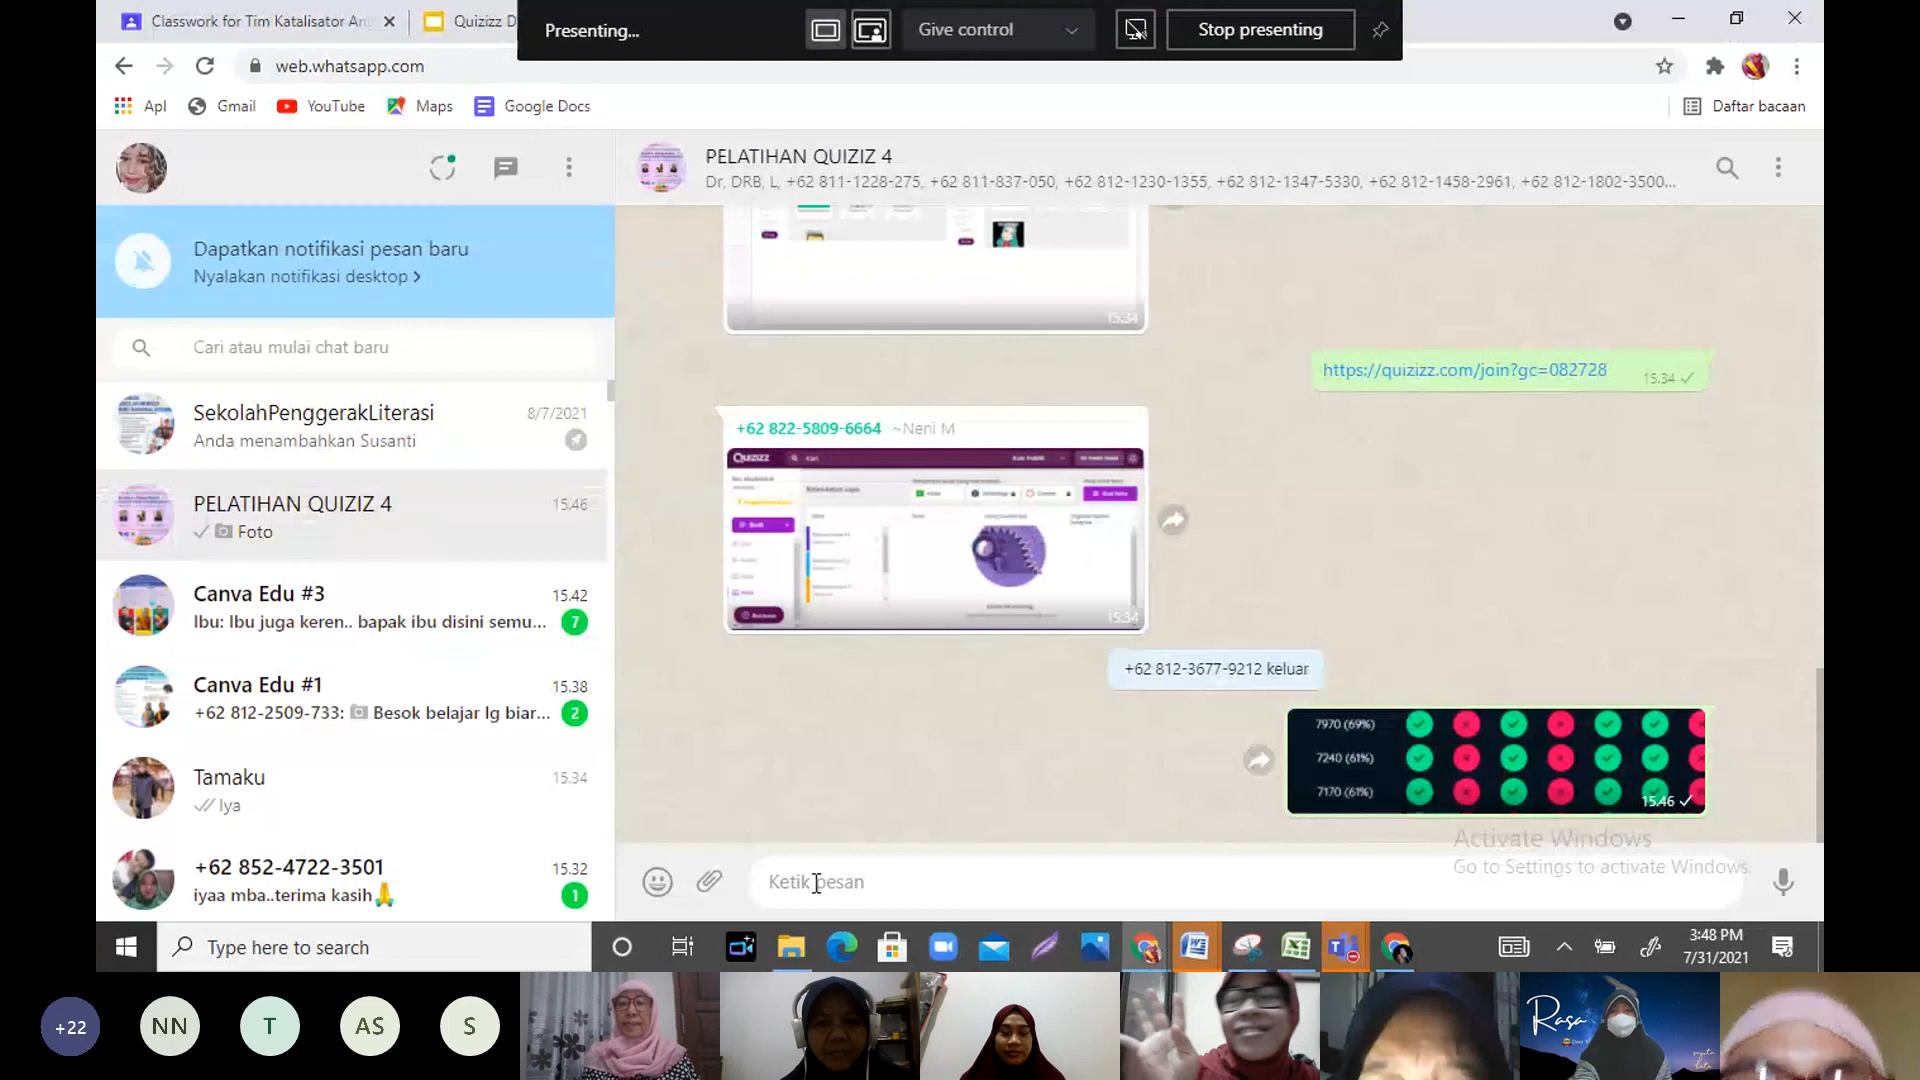 Classwork for Tim Katalisator An
Quizizz D
Presenting...
Give control
Stop presenting
web.whatsapp.com
Apl
Gmail
YouTube
Maps
Google Docs
Daftar bacaan
PELATIHAN QUIZIZ 4
Dr, DRB, L, +62 811-1228-275, +62 811-837-050, +62 812-1230-1355, +62 812-1347-5330, +62 812-1458-2961, +62 812-1802-3500...
Dapatkan notifikasi pesan baru
Nyalakan notifikasi desktop >
Cari atau mulai chat baru
SekolahPenggerakLiterasi
8/7/2021
Anda menambahkan Susanti
PELATIHAN QUIZIZ 4
15.46
Foto
Canva Edu #3
15.42
Ibu: Ibu juga keren.. bapak ibu disini semu...
7
Canva Edu #1
15.38
+62 812-2509-733: Besok belajar lg biar...
2
Tamaku
15.34
Iya
+62 852-4722-3501
15.32
iyaa mba..terima kasih🙏
1
15.34
https://quizizz.com/join?gc=082728
15.34
+62 822-5809-6664 ~Neni M
Quizizz
Cari
15.34
+62 812-3677-9212 keluar
7970 (69%)
7240 (61%)
7170 (61%)
15.46
Activate Windows
Go to Settings to activate Windows.
Ketik pesan
Type here to search
3:48 PM
7/31/2021
+22
NN
T
AS
S
Rasa